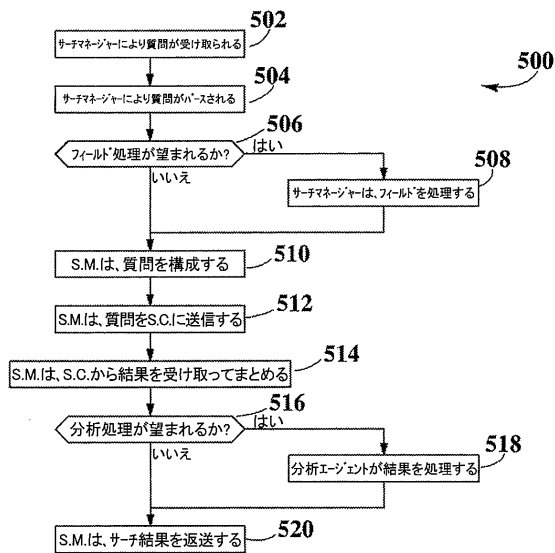 502
サーチマネージャーにより質問が受け取られる
500
504
サーチマネージャーにより質問がパースされる
506
フィールド処理が望まれるか?
はい
いいえ
508
サーチマネージャーは、フィールドを処理する
510
S.M.は、質問を構成する
512
S.M.は、質問をS.C.に送信する
514
S.M.は、S.C.から結果を受け取ってまとめる
516
分析処理が望まれるか?
はい
いいえ
518
分析エージェントが結果を処理する
520
S.M.は、サーチ結果を返送する